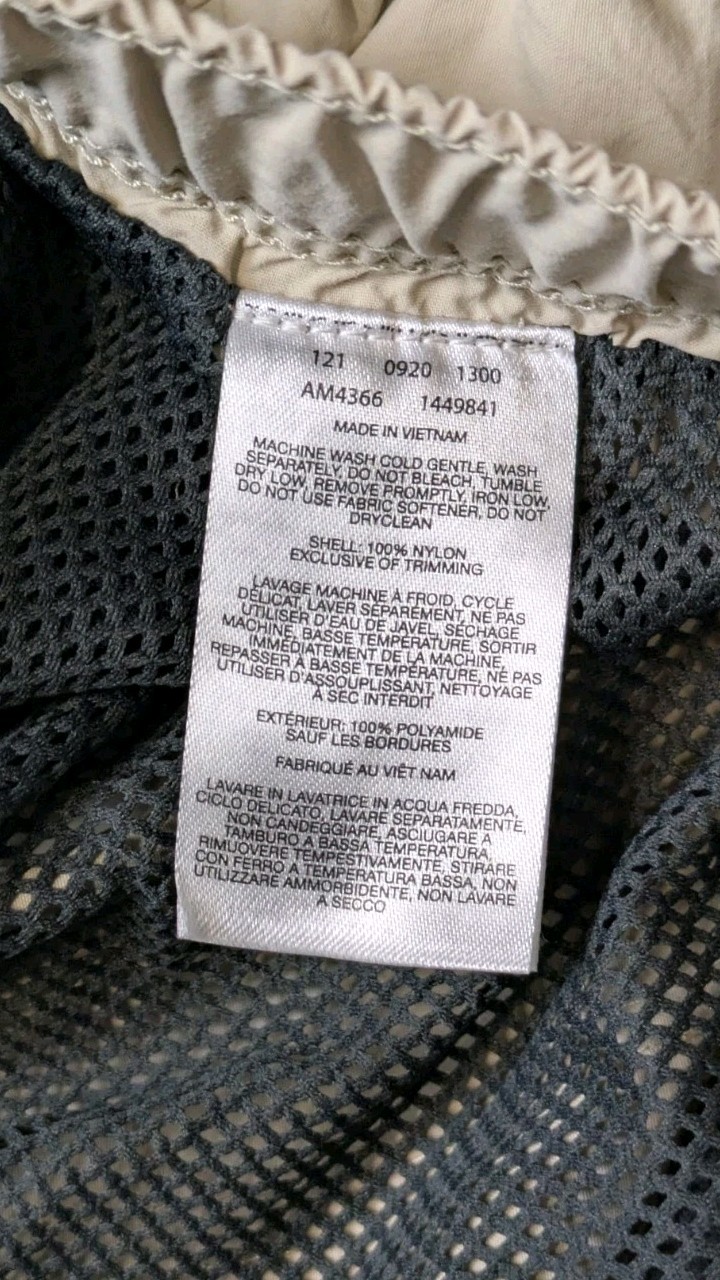 121 0920 1300
AM4366 1449841
MADE IN VIETNAM
MACHINE WASH COLD GENTLE, WASH
SEPARATELY, DO NOT BLEACH, TUMBLE
DRY LOW, REMOVE PROMPTLY, IRON LOW,
DO NOT USE FABRIC SOFTENER, DO NOT
DRYCLEAN
SHELL: 100% NYLON
EXCLUSIVE OF TRIMMING
LAVAGE MACHINE À FROID, CYCLE
DÉLICAT, LAVER SÉPARÉMENT, NE PAS
UTILISER D'EAU DE JAVEL, SÉCHAGE
MACHINE, BASSE TEMPÉRATURE, SORTIR
IMMÉDIATEMENT DE LA MACHINE,
REPASSER À BASSE TEMPÉRATURE, NE PAS
UTILISER D'ASSOUPLISSANT, NETTOYAGE
À SEC INTERDIT
EXTÉRIEUR: 100% POLYAMIDE
SAUF LES BORDURES
FABRIQUÉ AU VIÊT NAM
LAVARE IN LAVATRICE IN ACQUA FREDDA,
CICLO DELICATO, LAVARE SEPARATAMENTE,
NON CANDEGGIARE, ASCIUGARE A
TAMBURO A BASSA TEMPERATURA,
RIMUOVERE TEMPESTIVAMENTE, STIRARE
CON FERRO A TEMPERATURA BASSA, NON
UTILIZZARE AMMORBIDENTE, NON LAVARE
A SECCO